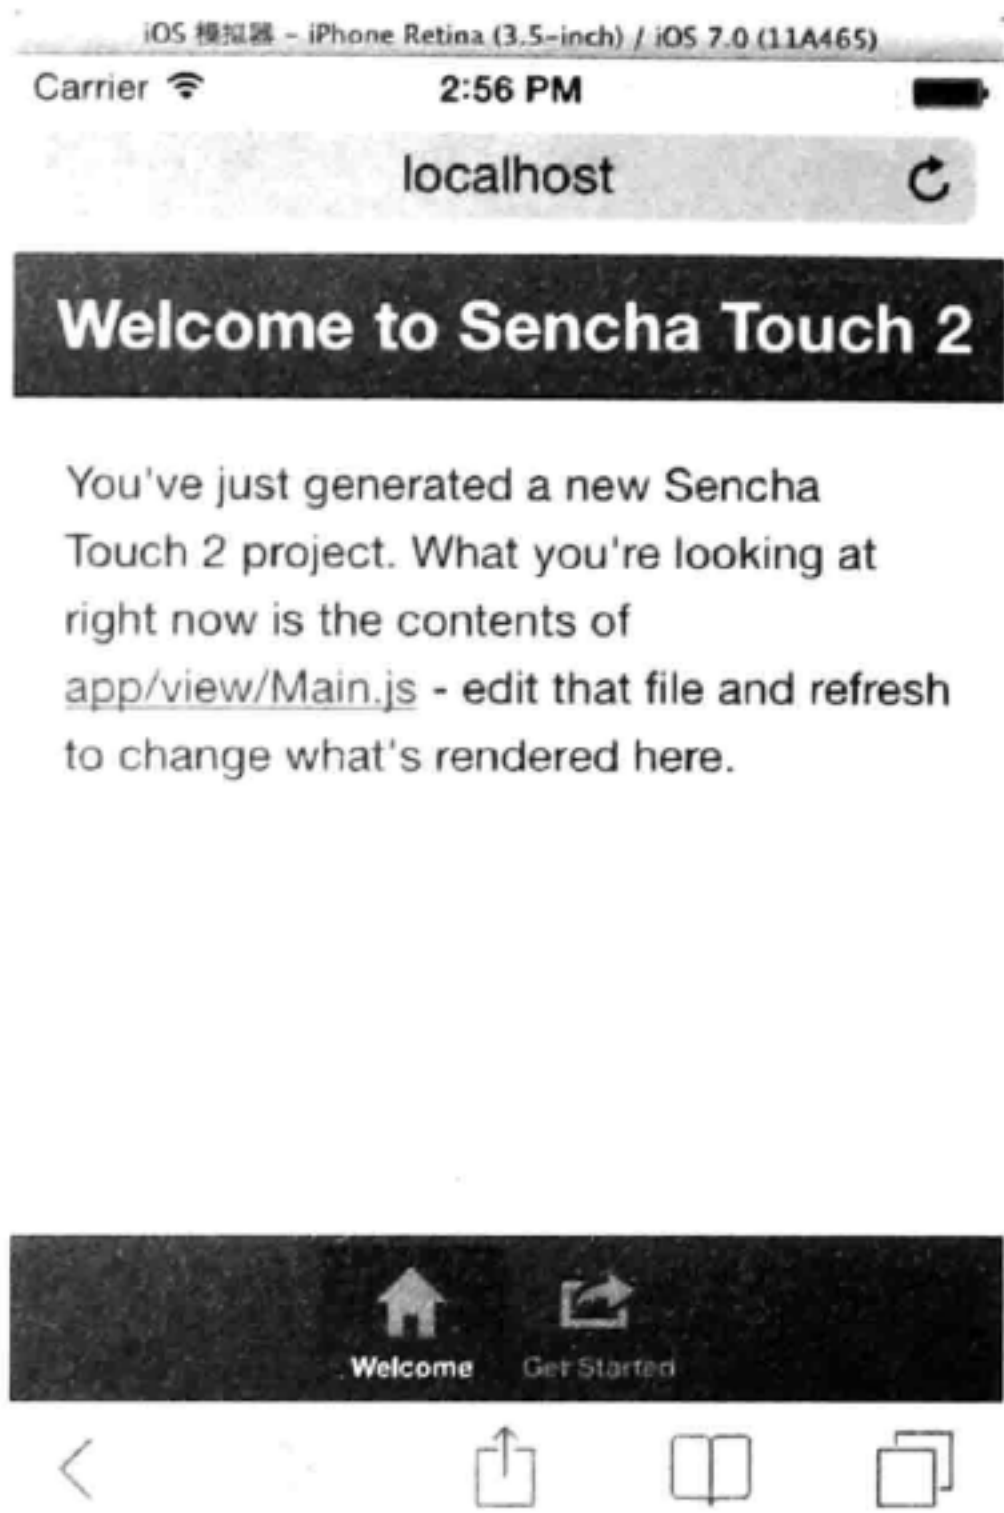 iOS 模拟器 - iPhone Retina (3.5-inch) / iOS 7.0 (11A465)
Carrier 2:56 PM
localhost
Welcome to Sencha Touch 2
You've just generated a new Sencha
Touch 2 project. What you're looking at
right now is the contents of
app/view/Main.js - edit that file and refresh
to change what's rendered here.
Welcome Get Started